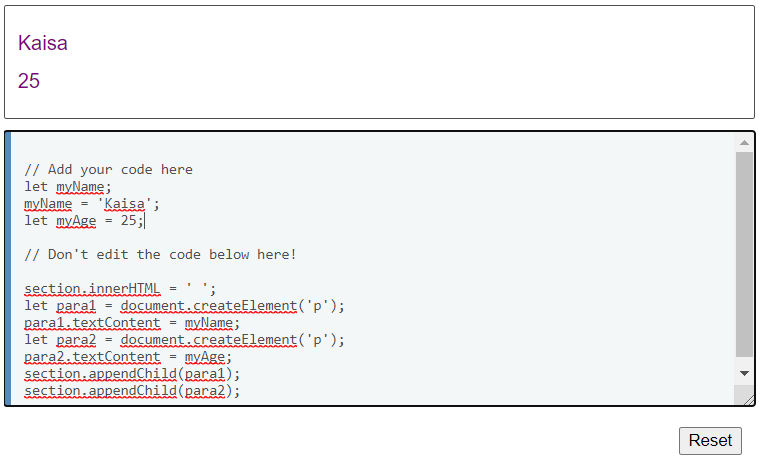 Kaisa
25
// Add your code here
let myName;
myName = 'Kaisa';
let myAge = 25;
// Don't edit the code below here!
section.innerHTML = ' ';
let para1 = document.createElement('p');
para1.textContent = myName;
let para2 = document.createElement('p');
para2.textContent = myAge;
section.appendChild(para1);
section.appendChild(para2);
Reset